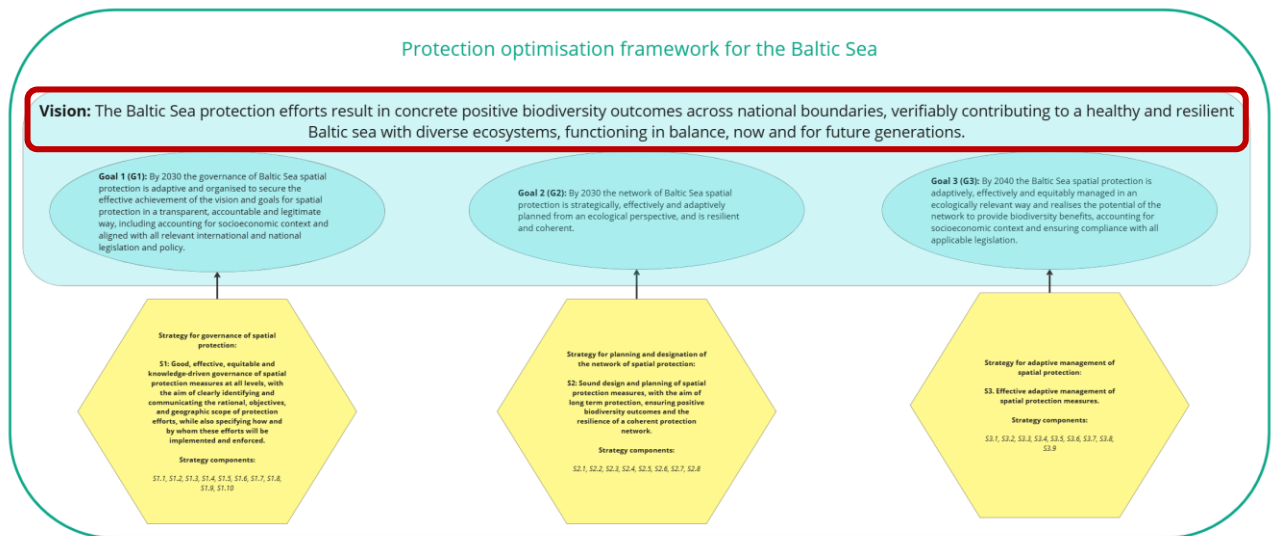 Protection optimisation framework for the Baltic Sea
Vision: The Baltic Sea protection efforts result in concrete positive biodiversity outcomes across national boundaries, verifiably contributing to a healthy and resilient
Baltic sea with diverse ecosystems, functioning in balance, now and for future generations.
Goal 1 (G1): By 2030 the governance of Baltic Sea spatial
protection is adaptive and organised to secure the
effective achievement of the vision and goals for spatial
protection in a transparent, accountable and legitimate
way, including accounting for socioeconomic context and
aligned with all relevant international and national
legislation and policy.
Goal 2 (G2): By 2030 the network of Baltic Sea spatial
protection is strategically, effectively and adaptively
planned from an ecological perspective, and is resilient
and coherent.
Goal 3 (G3): By 2040 the Baltic Sea spatial protection is
adaptively, effectively and equitably managed in an
ecologically relevant way and realises the potential of the
network to provide biodiversity benefits, accounting for
socioeconomic context and ensuring compliance with all
applicable legislation.
Strategy for governance of spatial
protection:
S1: Good, effective, equitable and
knowledge-driven governance of spatial
protection measures at all levels, with
the aim of clearly identifying and
communicating the rational, objectives,
and geographic scope of protection
efforts, while also specifying how and
by whom these efforts will be
implemented and enforced.
Strategy components:
S1.1, S1.2, S1.3, S1.4, S1.5, S1.6, S1.7, S1.8,
S1.9, S1.10
Strategy for planning and designation of
the network of spatial protection:
S2: Sound design and planning of spatial
protection measures, with the aim of
long term protection, ensuring positive
biodiversity outcomes and the
resilience of a coherent protection
network.
Strategy components:
S2.1, S2.2, S2.3, S2.4, S2.5, S2.6, S2.7, S2.8
Strategy for adaptive management of
spatial protection:
S3. Effective adaptive management of
spatial protection measures.
Strategy components:
S3.1, S3.2, S3.3, S3.4, S3.5, S3.6, S3.7, S3.8,
S3.9